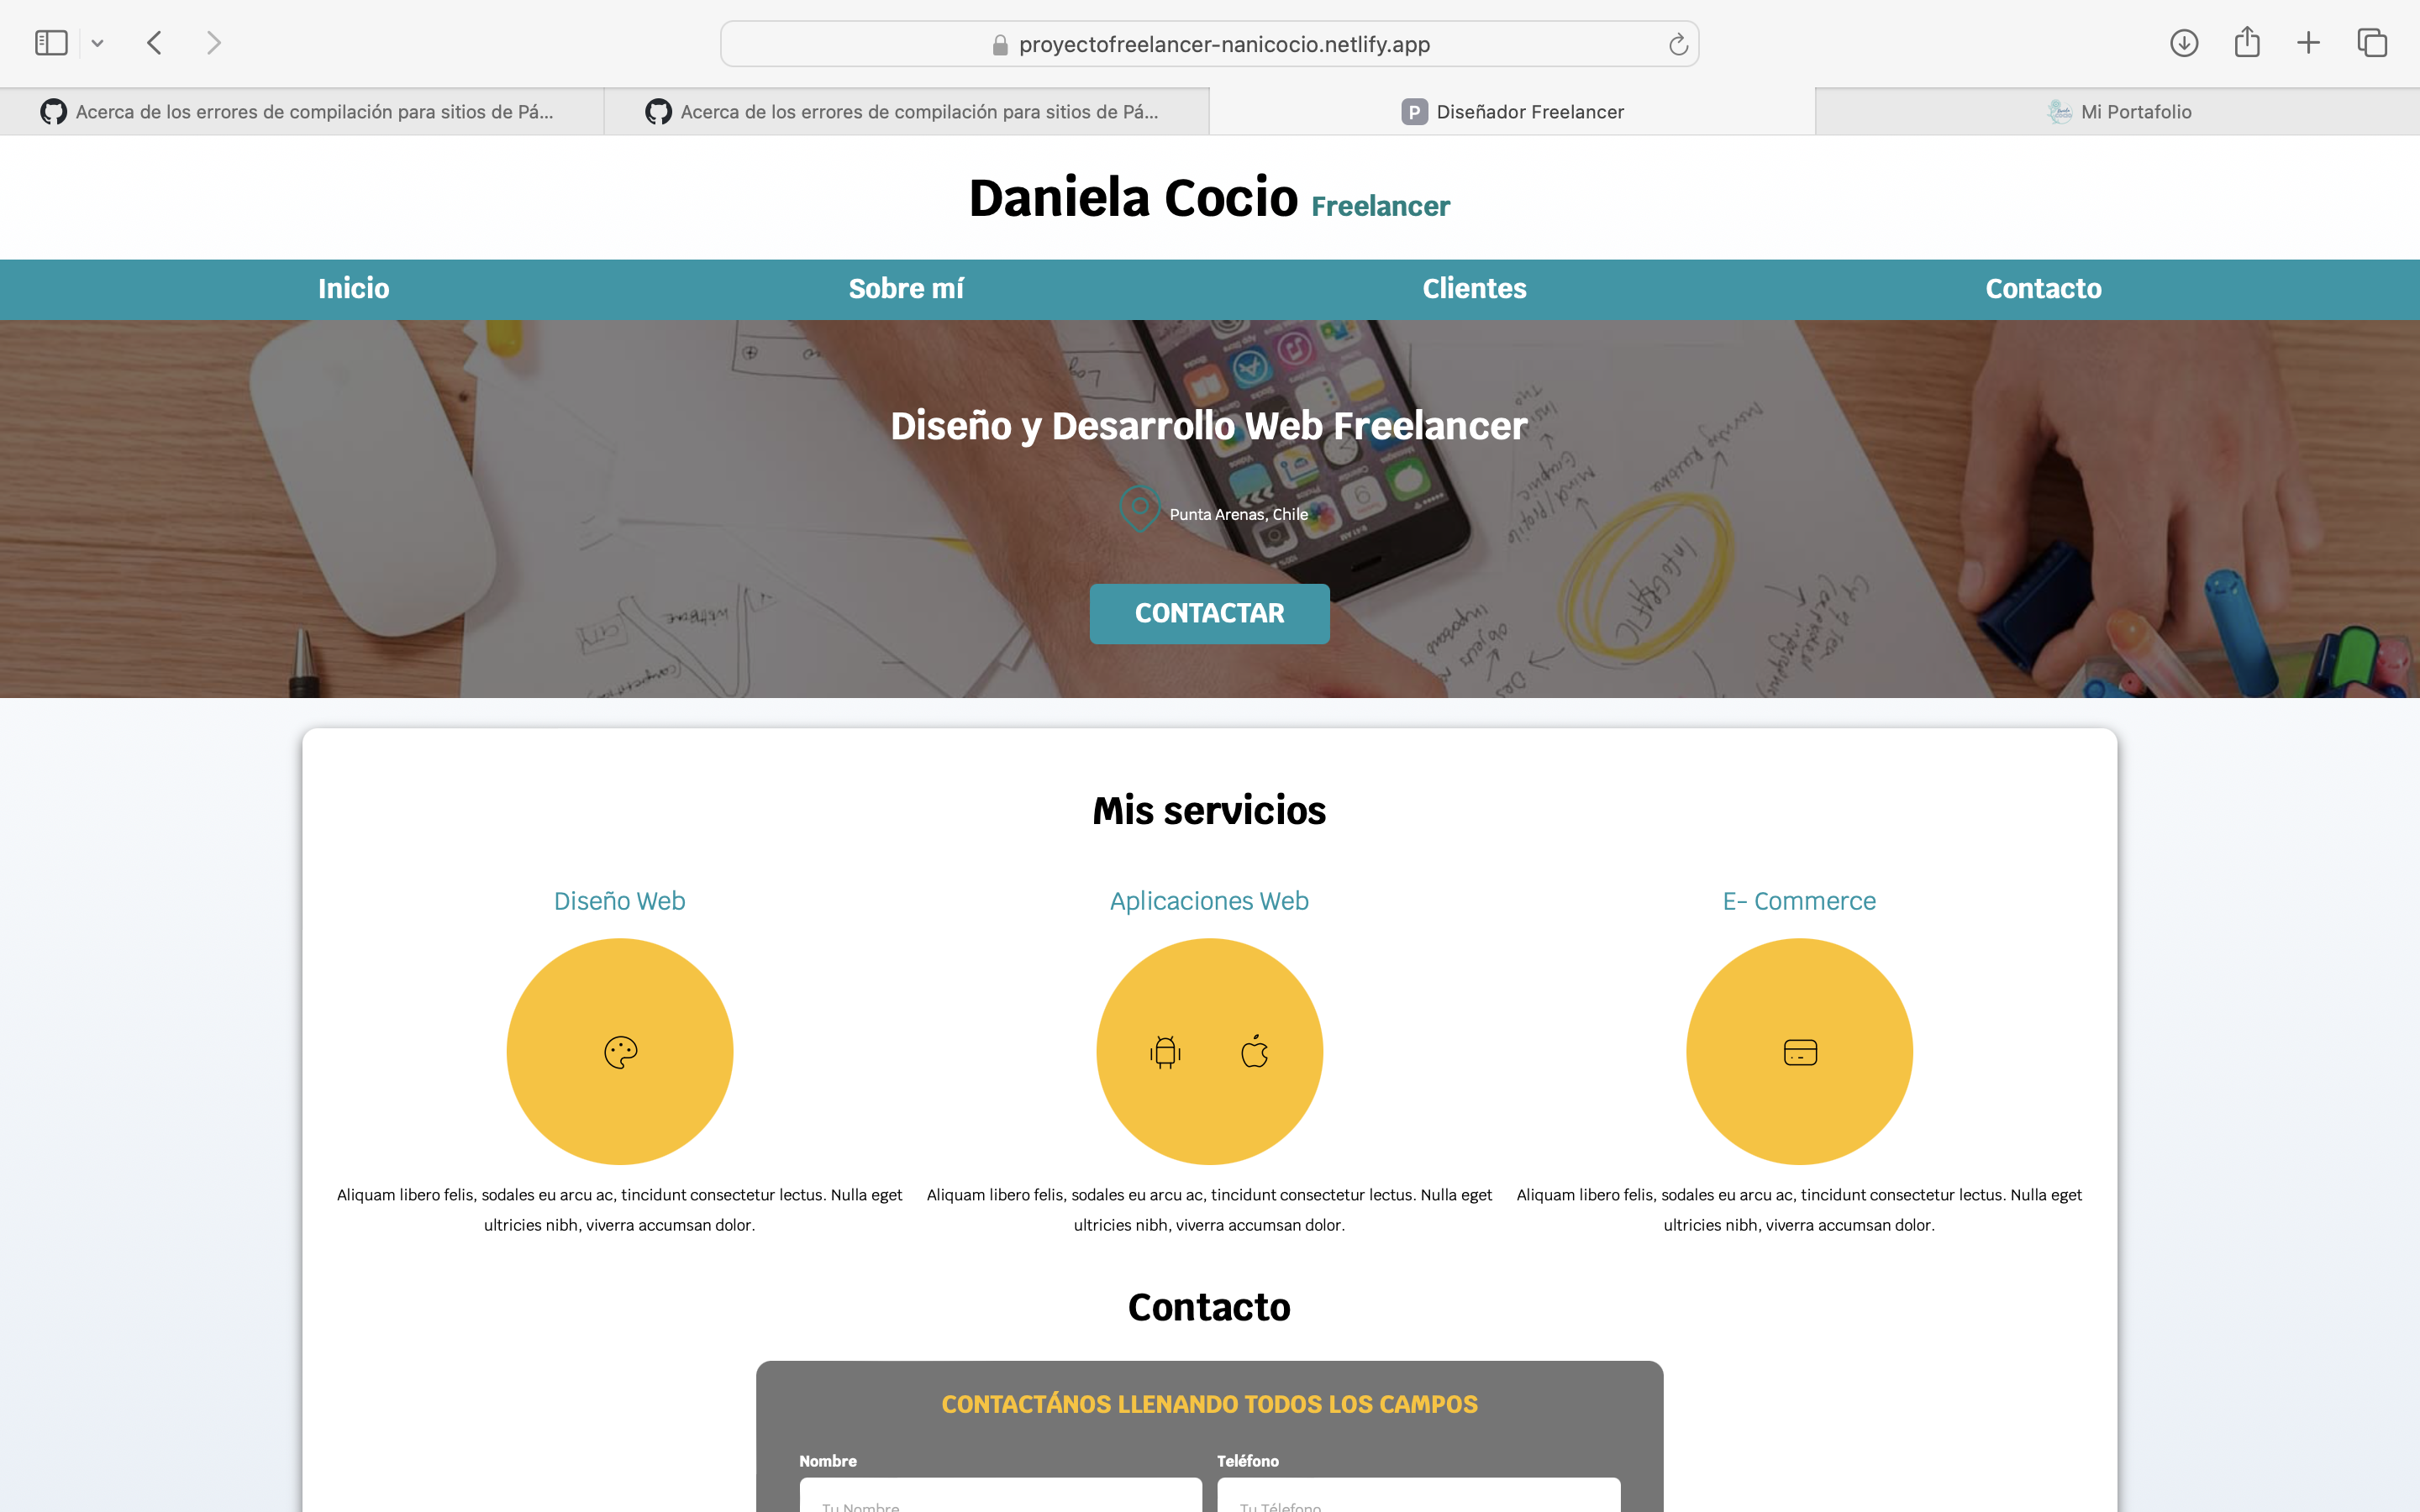 proyectofreelancer-nanicocio.netlify.app
Acerca de los errores de compilación para sitios de Pá...
Acerca de los errores de compilación para sitios de Pá...
P Diseñador Freelancer
Mi Portafolio
Daniela Cocio Freelancer
Inicio
Sobre mí
Clientes
Contacto
Diseño y Desarrollo Web Freelancer
Punta Arenas, Chile
CONTACTAR
Mis servicios
Diseño Web
Aplicaciones Web
E- Commerce
Aliquam libero felis, sodales eu arcu ac, tincidunt consectetur lectus. Nulla eget
ultricies nibh, viverra accumsan dolor.
Aliquam libero felis, sodales eu arcu ac, tincidunt consectetur lectus. Nulla eget
ultricies nibh, viverra accumsan dolor.
Aliquam libero felis, sodales eu arcu ac, tincidunt consectetur lectus. Nulla eget
ultricies nibh, viverra accumsan dolor.
Contacto
CONTACTÁNOS LLENANDO TODOS LOS CAMPOS
Nombre
Teléfono
Tu Nombre
Tu Télefono